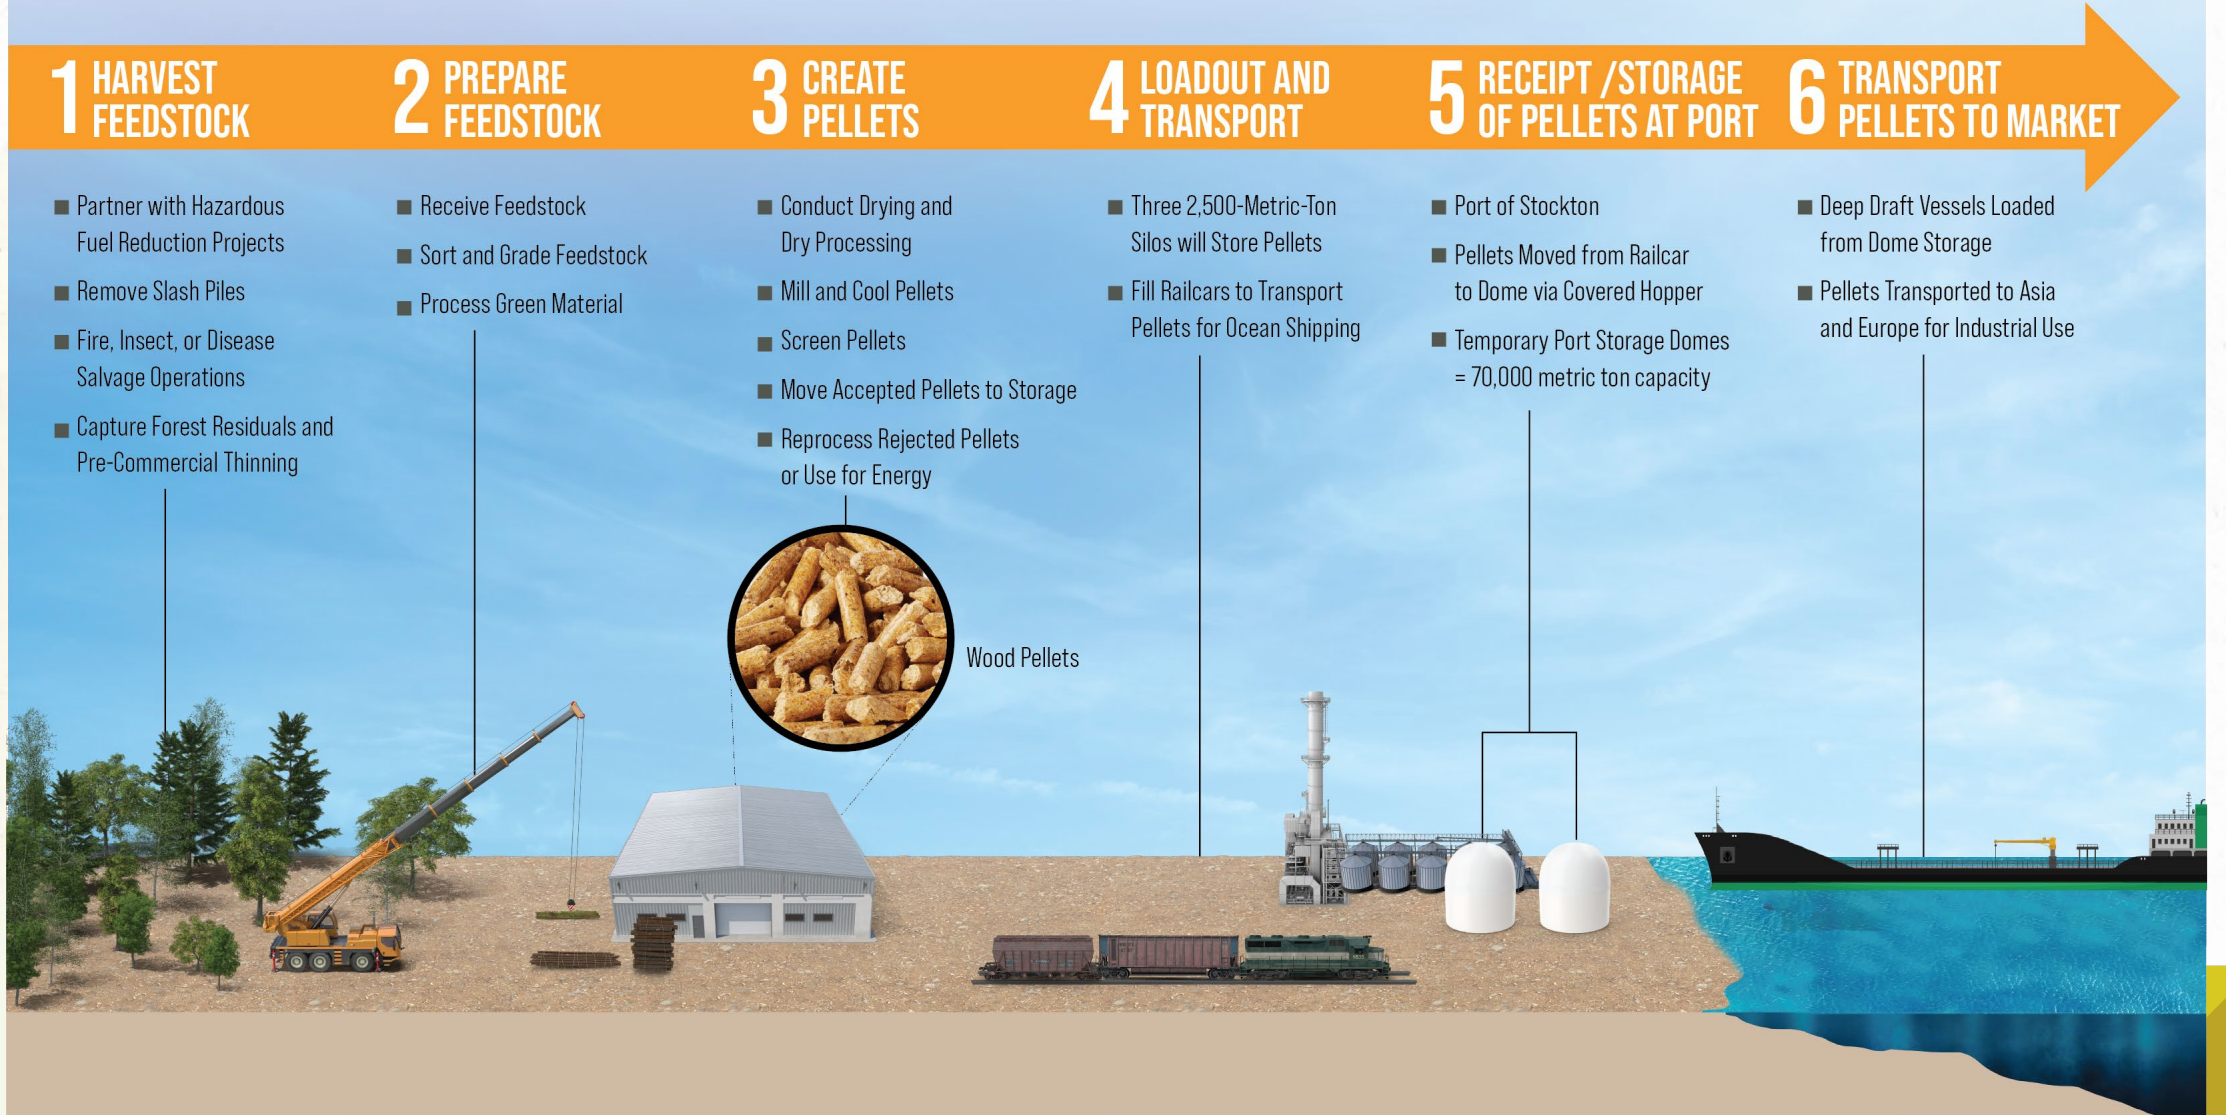 1 HARVEST
FEEDSTOCK
Partner with Hazardous
Fuel Reduction Projects
Remove Slash Piles
Fire, Insect, or Disease
Salvage Operations
Capture Forest Residuals and
Pre-Commercial Thinning
2 PREPARE
FEEDSTOCK
Receive Feedstock
Sort and Grade Feedstock
Process Green Material
3 CREATE
PELLETS
Conduct Drying and
Dry Processing
Mill and Cool Pellets
Screen Pellets
Move Accepted Pellets to Storage
Reprocess Rejected Pellets
or Use for Energy
Wood Pellets
4 LOADOUT AND
TRANSPORT
Three 2,500-Metric-Ton
Silos will Store Pellets
Fill Railcars to Transport
Pellets for Ocean Shipping
5 RECEIPT /STORAGE
OF PELLETS AT PORT
Port of Stockton
Pellets Moved from Railcar
to Dome via Covered Hopper
Temporary Port Storage Domes
= 70,000 metric ton capacity
6 TRANSPORT
PELLETS TO MARKET
Deep Draft Vessels Loaded
from Dome Storage
Pellets Transported to Asia
and Europe for Industrial Use